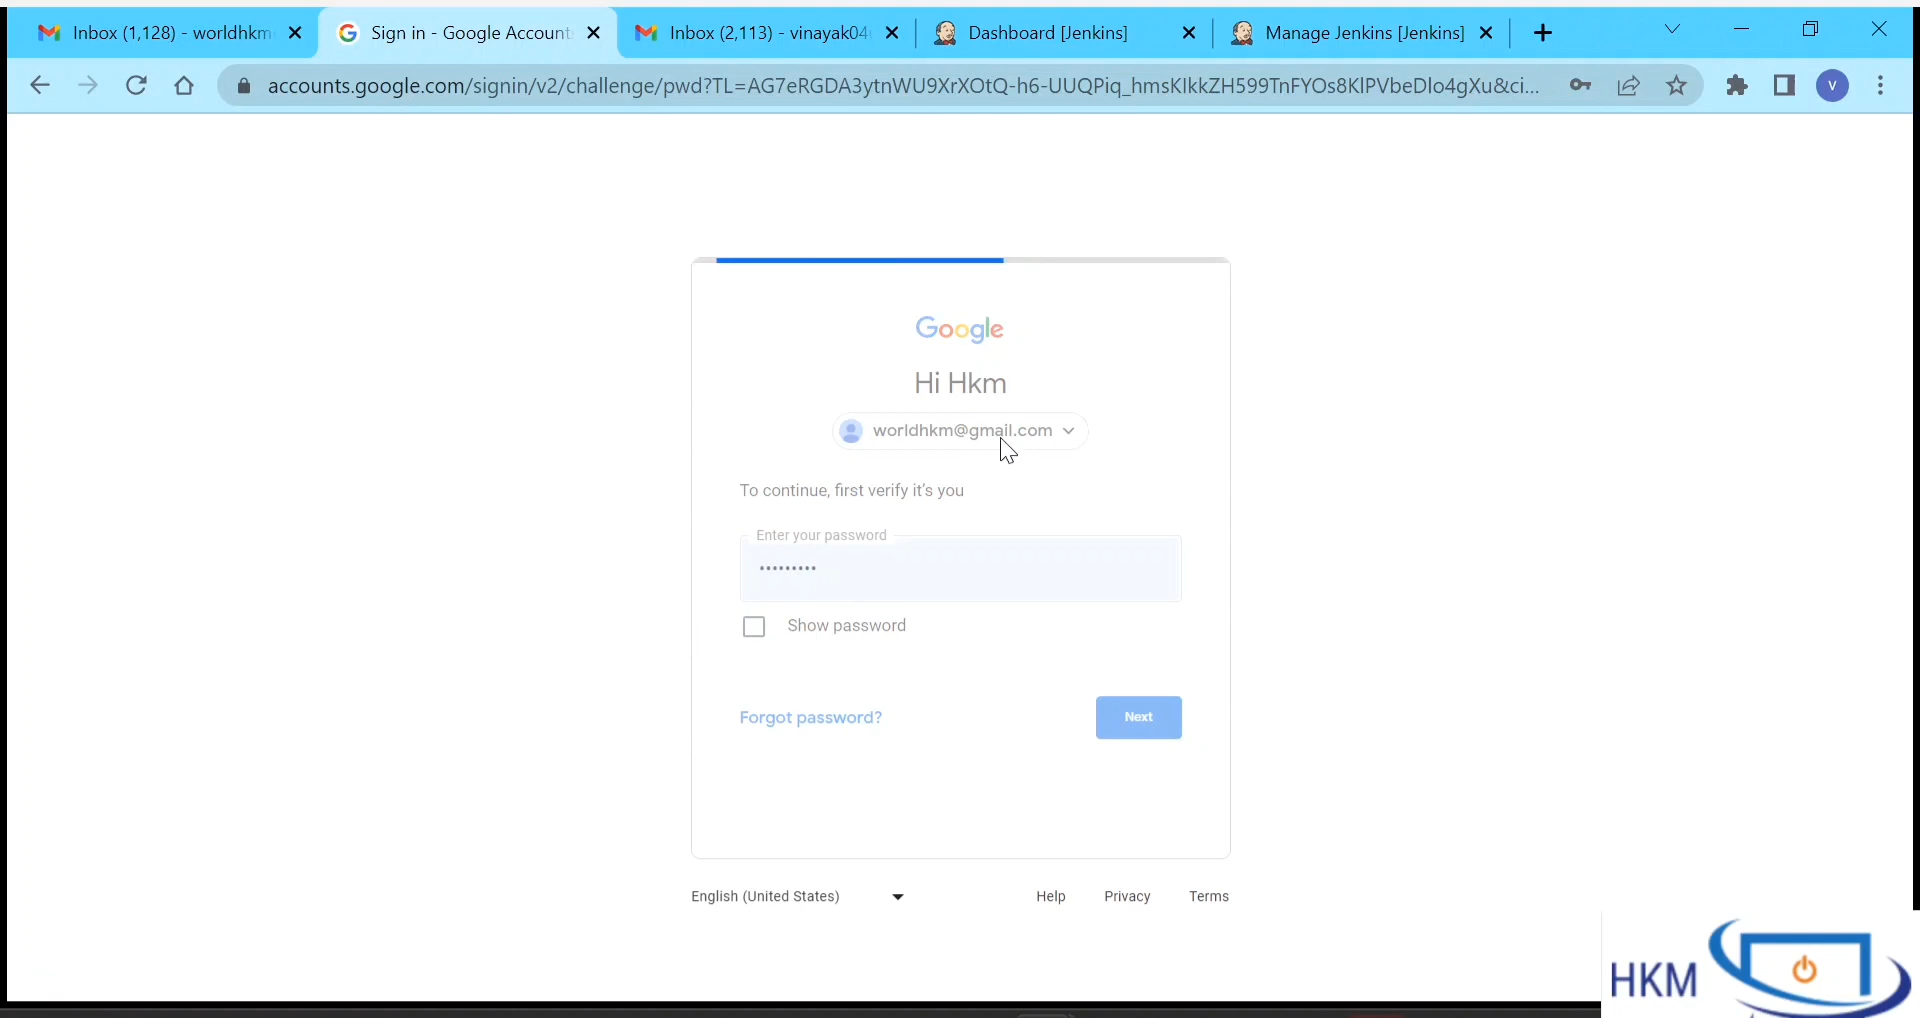 Inbox (1,128) - worldhkm
Sign in - Google Account
Inbox (2,113) - vinayak04
Dashboard [Jenkins]
Manage Jenkins [Jenkins]
accounts.google.com/signin/v2/challenge/pwd?TL=AG7eRGDA3ytnWU9XrXOtQ-h6-UUQPiq_hmsKIkkZH599TnFYOs8KlPVbeDlo4gXu&ci...
V
Google
Hi Hkm
worldhkm@gmail.com
To continue, first verify it's you
Enter your password
•••••••••
Show password
Forgot password?
Next
English (United States)
Help
Privacy
Terms
HKM